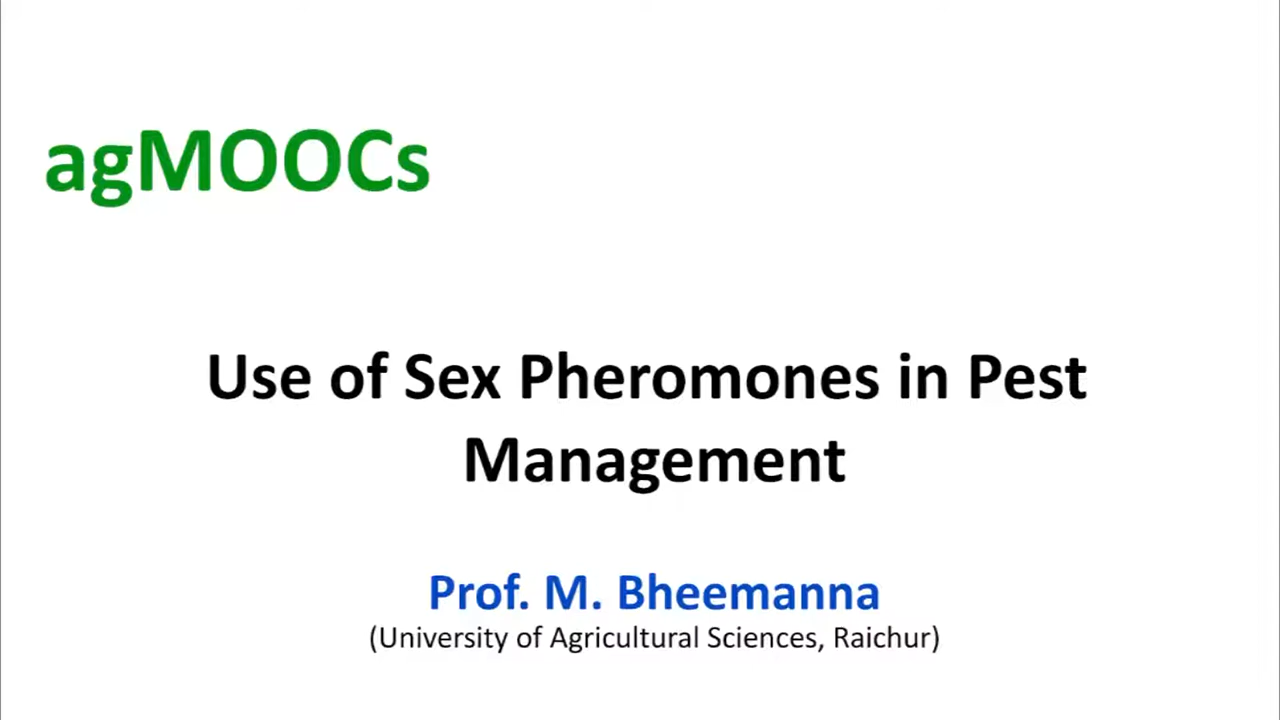 agMOOCs
Use of Sex Pheromones in Pest
Management
Prof. M. Bheemanna
(University of Agricultural Sciences, Raichur)